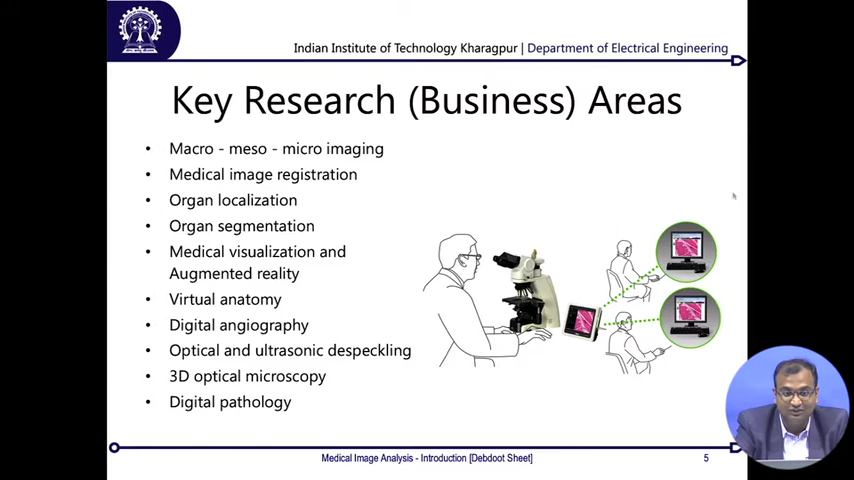 Indian Institute of Technology Kharagpur | Department of Electrical Engineering
Key Research (Business) Areas
• Macro - meso - micro imaging
• Medical image registration
• Organ localization
• Organ segmentation
• Medical visualization and
Augmented reality
• Virtual anatomy
• Digital angiography
• Optical and ultrasonic despeckling
• 3D optical microscopy
• Digital pathology
Medical Image Analysis - Introduction [Debdoot Sheet]
5